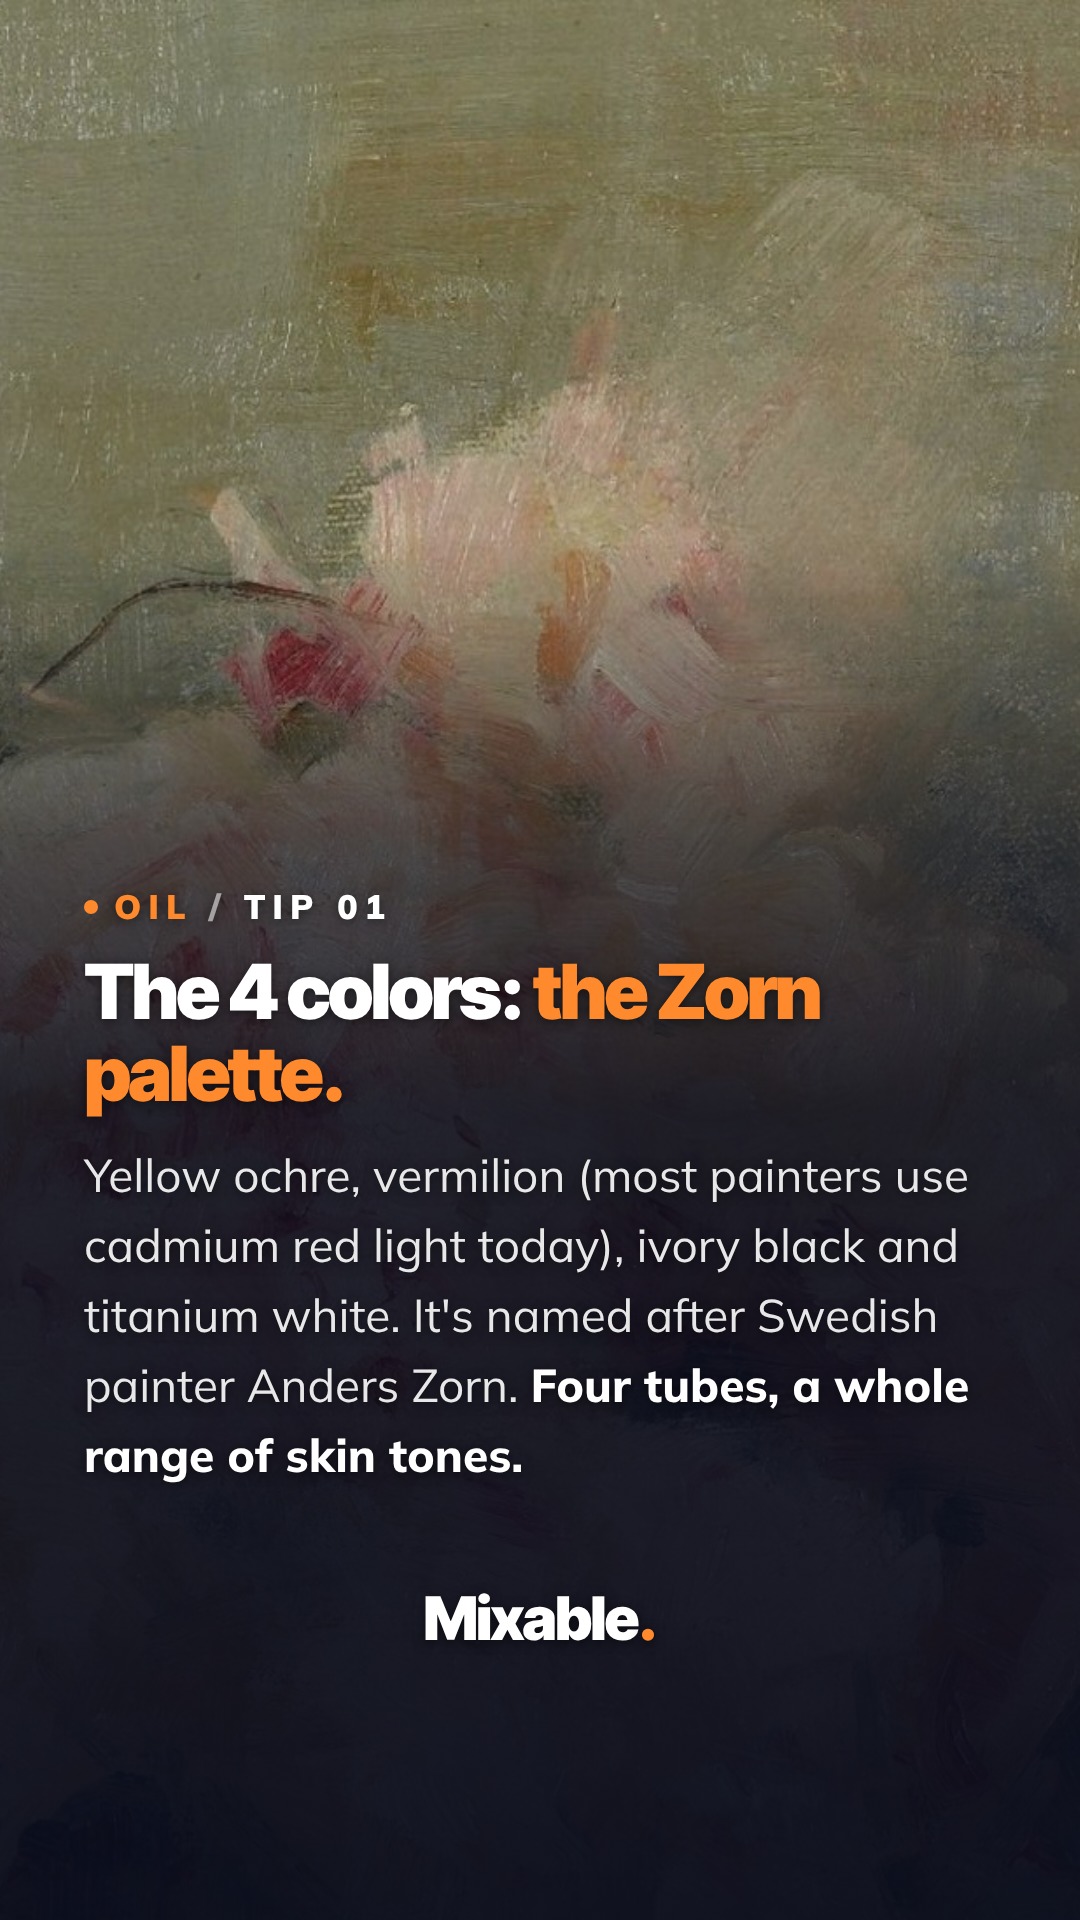 • OIL / TIP 01
The 4 colors: the Zorn
palette.
Yellow ochre, vermilion (most painters use
cadmium red light today), ivory black and
titanium white. It's named after Swedish
painter Anders Zorn. Four tubes, a whole
range of skin tones.
Mixable.